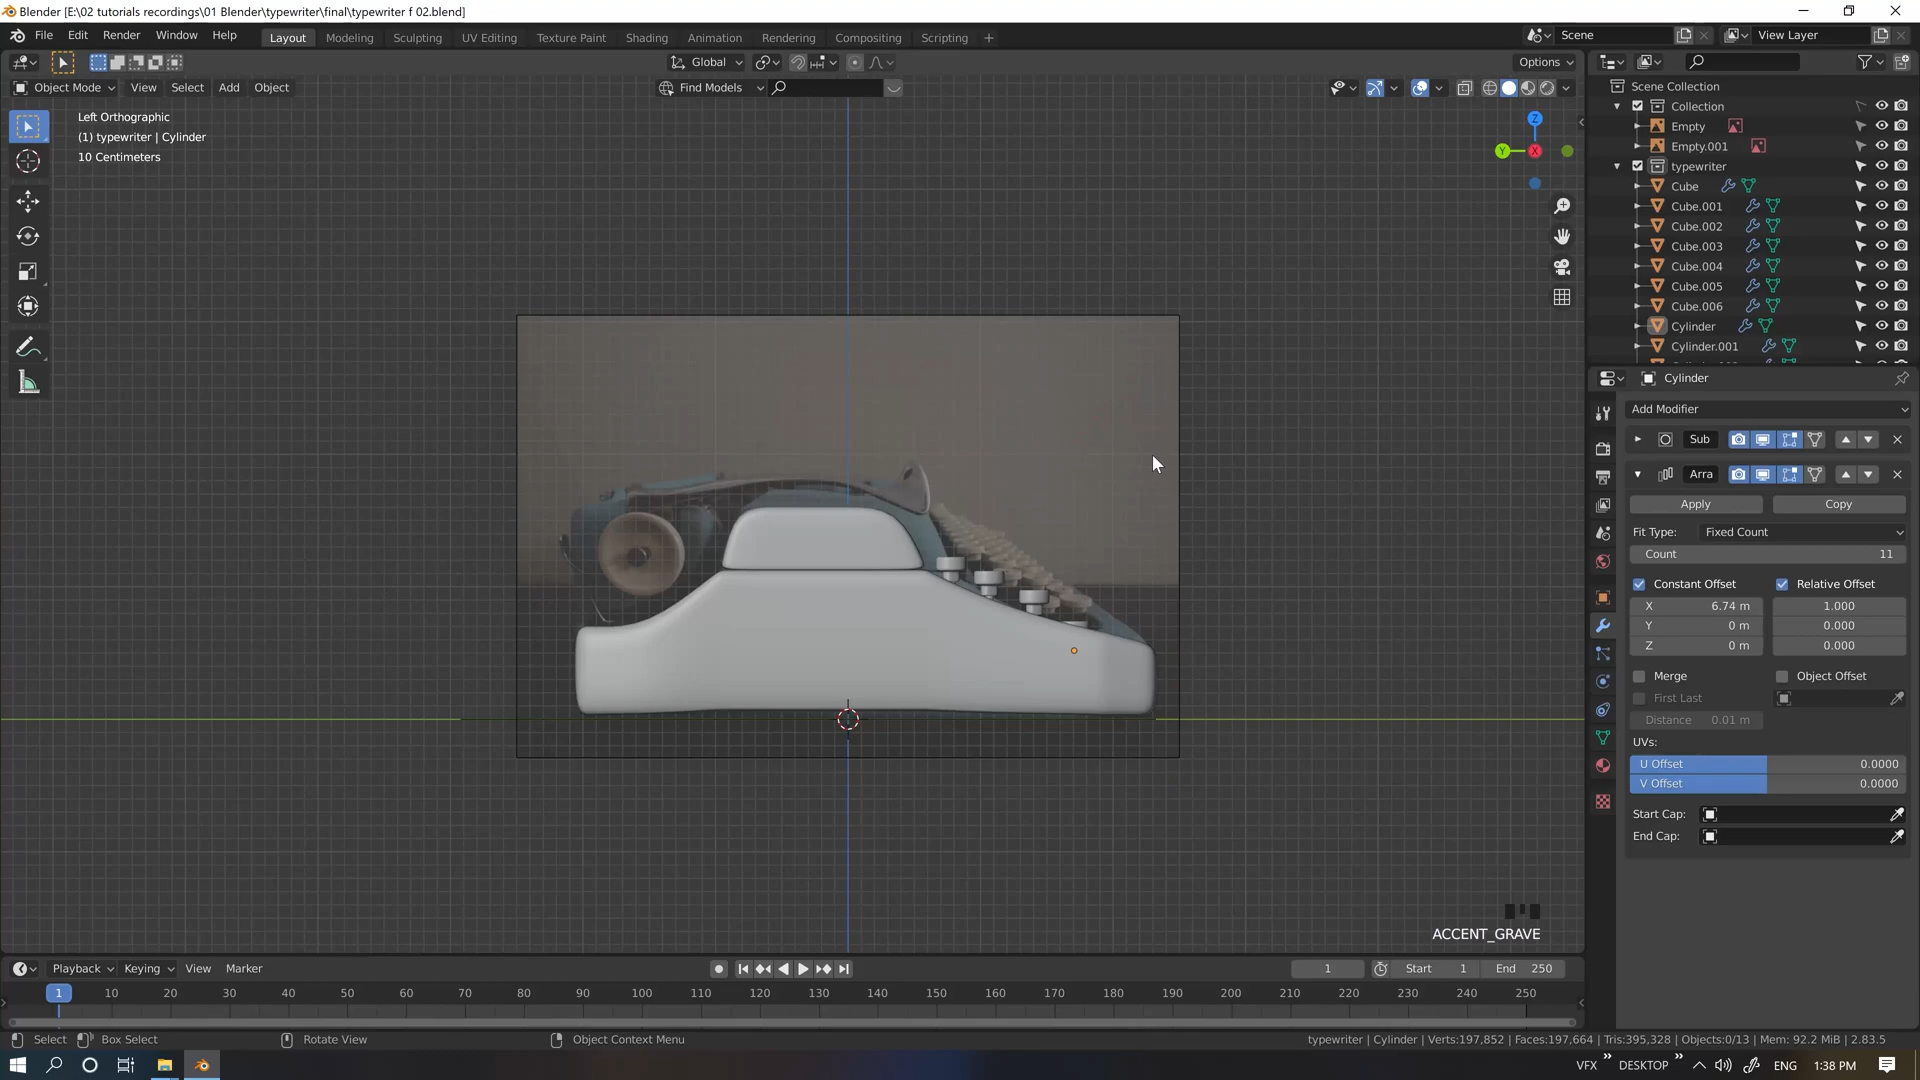 Blender [E:\02 tutorials recordings\01 Blender\typewriter\final\typewriter f 02.blend]
File Edit Render Window Help Layout Modeling Sculpting UV Editing Texture Paint Shading Animation Rendering Compositing Scripting Scene View Layer
Global Options
Object Mode View Select Add Object Find Models
Left Orthographic
(1) typewriter | Cylinder
10 Centimeters
Z
Y X
Scene Collection
Collection
Empty
Empty.001
typewriter
Cube
Cube.001
Cube.002
Cube.003
Cube.004
Cube.005
Cube.006
Cylinder
Cylinder.001
Cylinder
Add Modifier
Sub
Arra
Apply Copy
Fit Type: Fixed Count
Count 11
Constant Offset Relative Offset
X 6.74 m 1.000
Y 0 m 0.000
Z 0 m 0.000
Merge Object Offset
First Last
Distance 0.01 m
UVs:
U Offset 0.0000
V Offset 0.0000
Start Cap:
End Cap:
ACCENT_GRAVE
Playback Keying View Marker 1 Start 1 End 250
1 10 20 30 40 50 60 70 80 90 100 110 120 130 140 150 160 170 180 190 200 210 220 230 240 250
Select Box Select Rotate View Object Context Menu typewriter | Cylinder | Verts:197,852 | Faces:197,664 | Tris:395,328 | Objects:0/13 | Mem: 92.2 MiB | 2.83.5
VFX DESKTOP ENG 1:38 PM